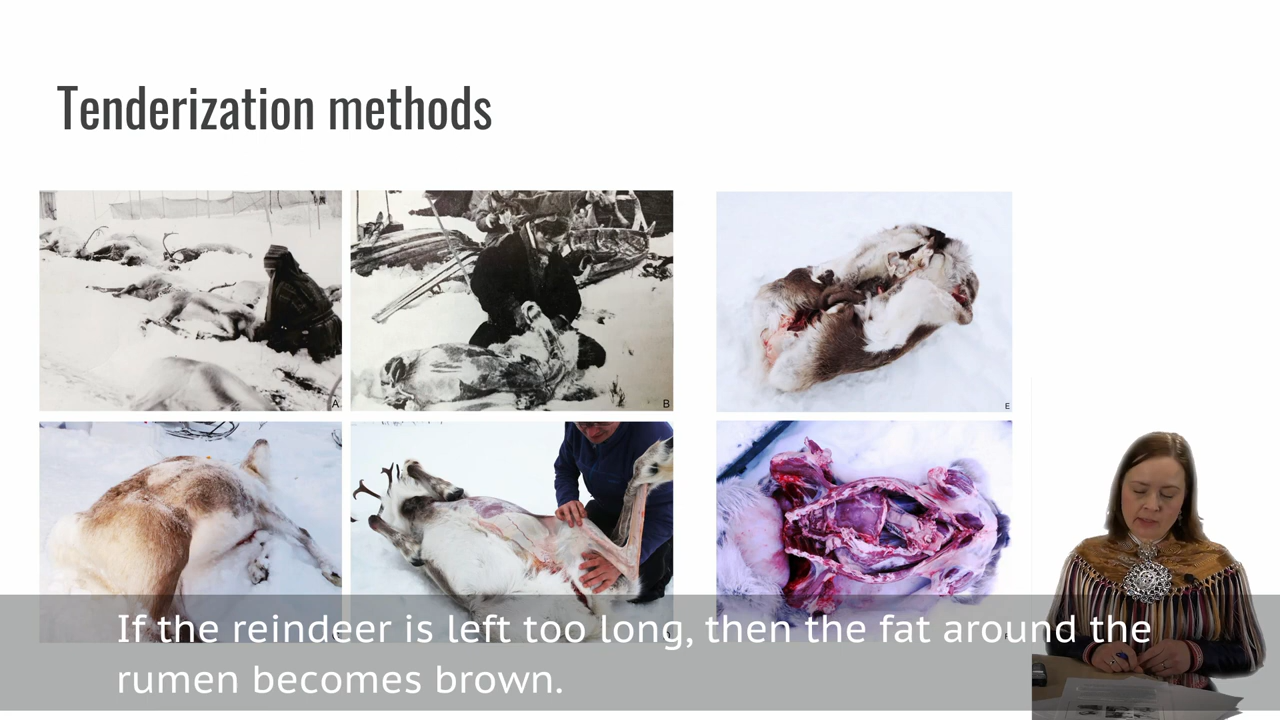 Tenderization methods
A
B
E
If the reindeer is left too long, then the fat around the
rumen becomes brown.